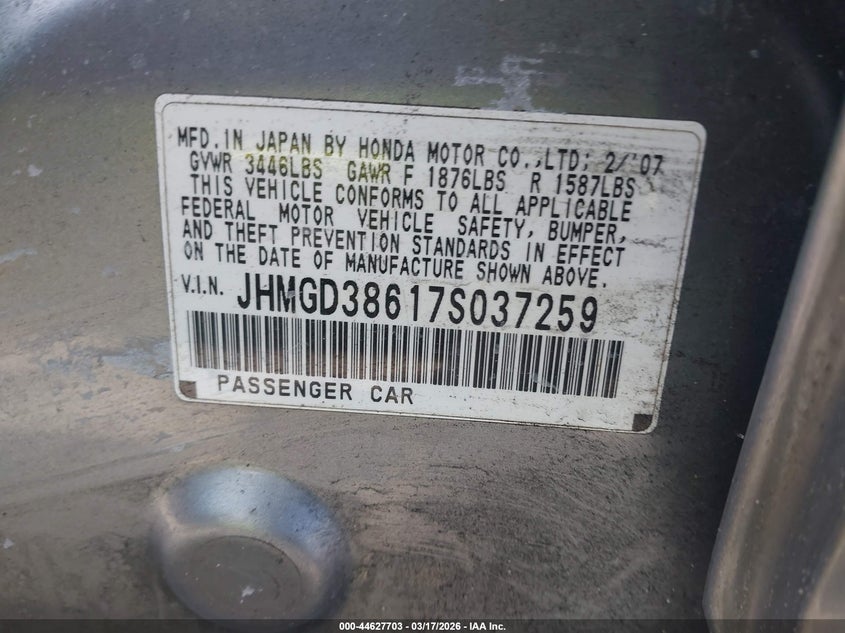 MFD. IN JAPAN BY HONDA MOTOR CO.,LTD; 2/'07
GVWR 3446LBS GAWR F 1876LBS R 1587LBS
THIS VEHICLE CONFORMS TO ALL APPLICABLE
FEDERAL MOTOR VEHICLE SAFETY, BUMPER,
AND THEFT PREVENTION STANDARDS IN EFFECT
ON THE DATE OF MANUFACTURE SHOWN ABOVE.
V.I.N. JHMGD38617S037259
PASSENGER CAR
000-44627703 — 03/17/2026 — IAA Inc.